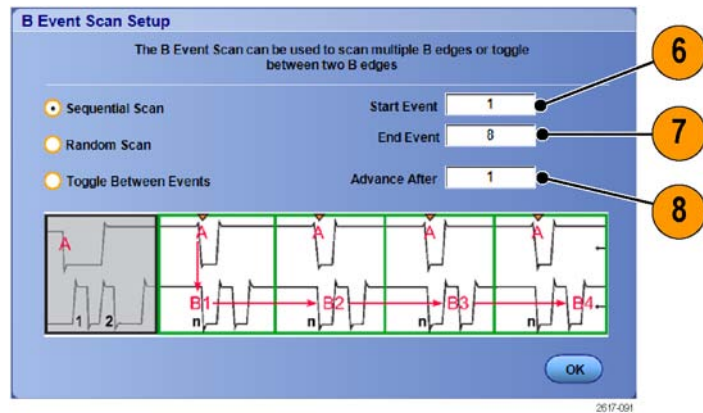 B Event Scan Setup
The B Event Scan can be used to scan multiple B edges or toggle
between two B edges
Sequential Scan
Start Event 1
6
End Event 8
7
Random Scan
Toggle Between Events
Advance After 1
8
A A A A A
B1 B2 B3 B4
1 2 n n n n
OK
2617-091